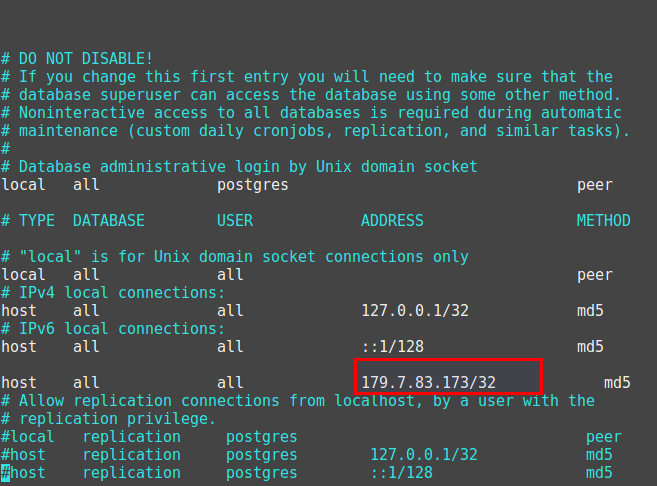 # DO NOT DISABLE!
# If you change this first entry you will need to make sure that the
# database superuser can access the database using some other method.
# Noninteractive access to all databases is required during automatic
# maintenance (custom daily cronjobs, replication, and similar tasks).
#
# Database administrative login by Unix domain socket
local   all             postgres                                peer
# TYPE  DATABASE        USER            ADDRESS                 METHOD
# "local" is for Unix domain socket connections only
local   all             all                                     peer
# IPv4 local connections:
host    all             all             127.0.0.1/32            md5
# IPv6 local connections:
host    all             all             ::1/128                 md5
host    all             all             179.7.83.173/32            md5
# Allow replication connections from localhost, by a user with the
# replication privilege.
#local   replication     postgres                                peer
#host    replication     postgres        127.0.0.1/32            md5
#host    replication     postgres        ::1/128                 md5